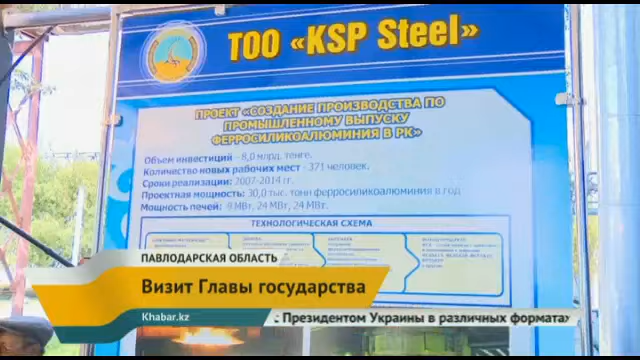 ТОО «KSP Steel»
ПРОЕКТ «СОЗДАНИЕ ПРОИЗВОДСТВА ПО
ПРОМЫШЛЕННОМУ ВЫПУСКУ
ФЕРРОСИЛИКОАЛЮМИНИЯ В РК»
Объем инвестиций – 8,0 млрд. тенге.
Количество новых рабочих мест - 371 человек.
Сроки реализации: 2007-2014 гг.
Проектная мощность: 30,0 тыс. тонн ферросиликоалюминия в год
Мощность печей: 9 МВт, 24 МВт, 24 МВт.
ТЕХНОЛОГИЧЕСКАЯ СХЕМА
ПАВЛОДАРСКАЯ ОБЛАСТЬ
Визит Главы государства
Khabar.kz
с Президентом Украины в различных форматах